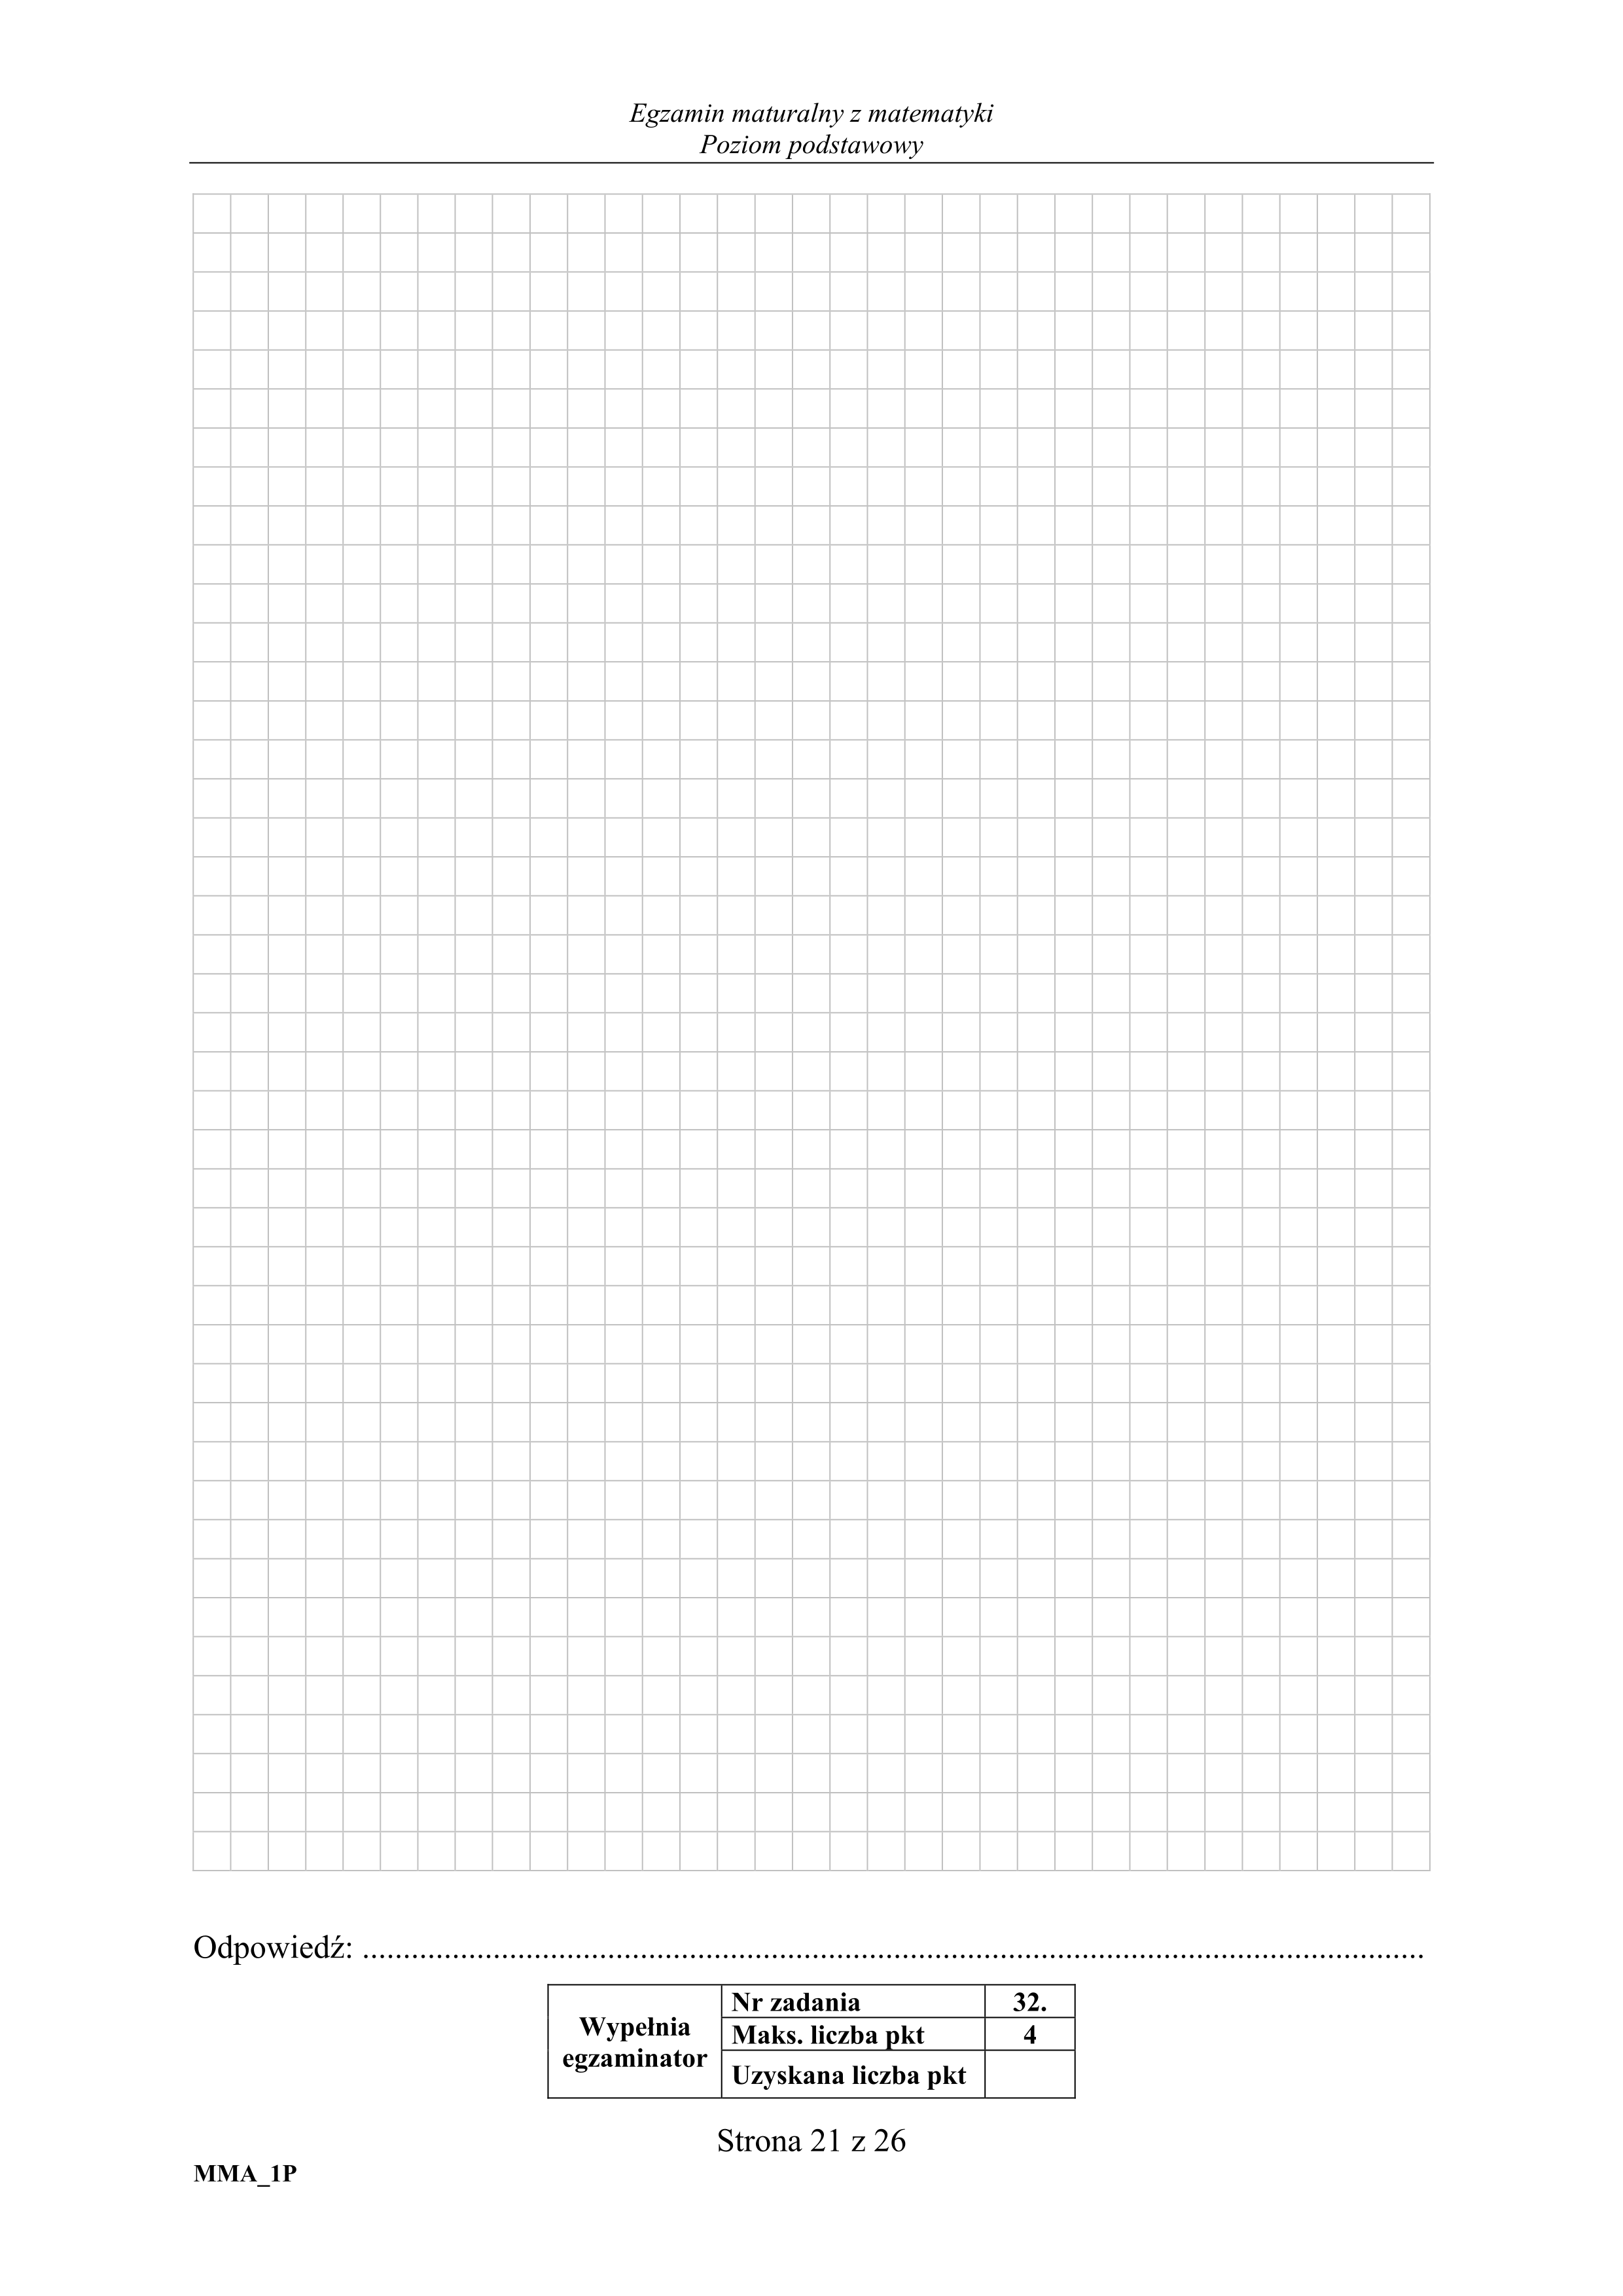 Egzamin maturalny z matematyki
Poziom podstawowy
Odpowiedź: ................................................................................................................................
Wypełnia egzaminator
Nr zadania 32.
Maks. liczba pkt 4
Uzyskana liczba pkt
Strona 21 z 26
MMA_1P